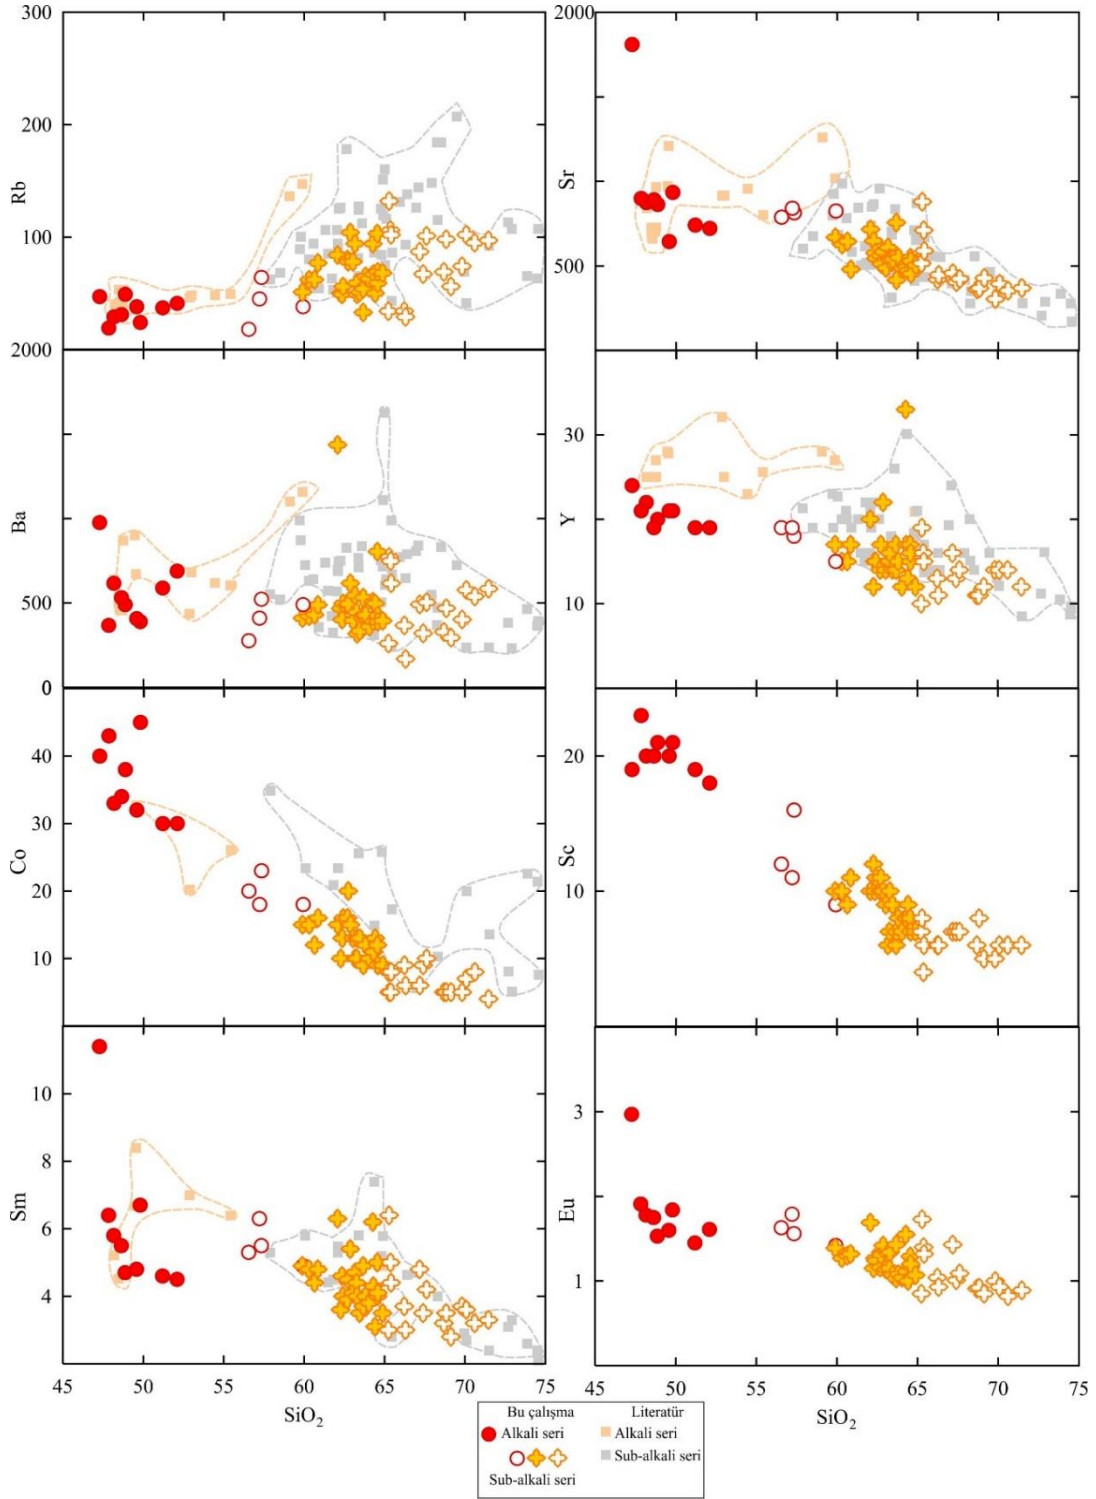 300
200
100
Rb
2000
500
Sr
2000
500
0
Ba
30
10
Y
40
30
20
10
Co
20
10
Sc
10
8
6
4
Sm
3
1
Eu
45 50 55 60 65 70 75
SiO2
45 50 55 60 65 70 75
SiO2
Bu çalışma Literatür
Alkali seri Alkali seri
Sub-alkali seri
Sub-alkali seri